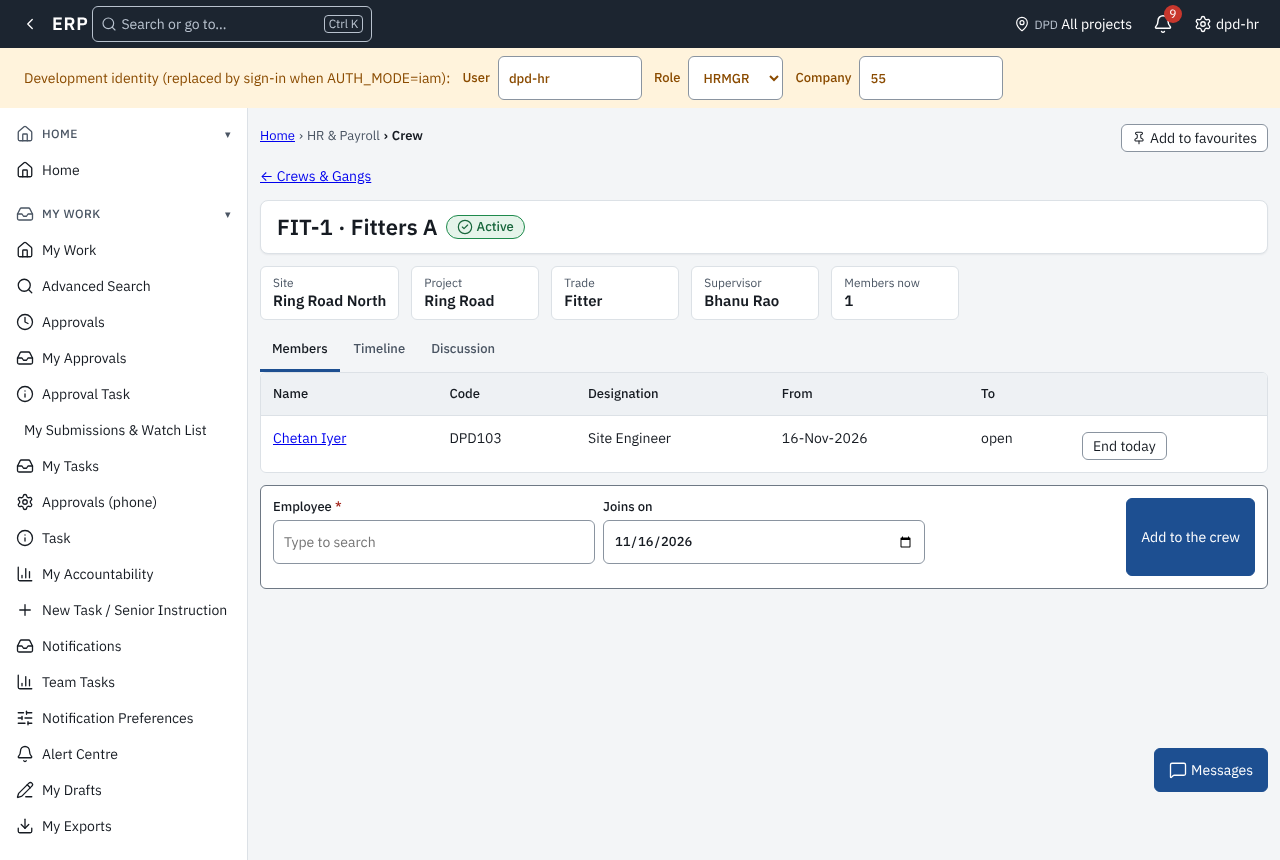 ERP
Search or go to...
Ctrl K
DPD All projects
9
dpd-hr
Development identity (replaced by sign-in when AUTH_MODE=iam):
User
dpd-hr
Role
HRMGR
Company
55
HOME
Home
MY WORK
My Work
Advanced Search
Approvals
My Approvals
Approval Task
My Submissions & Watch List
My Tasks
Approvals (phone)
Task
My Accountability
New Task / Senior Instruction
Notifications
Team Tasks
Notification Preferences
Alert Centre
My Drafts
My Exports
Home › HR & Payroll › Crew
Add to favourites
← Crews & Gangs
FIT-1 · Fitters A
Active
Site
Ring Road North
Project
Ring Road
Trade
Fitter
Supervisor
Bhanu Rao
Members now
1
Members
Timeline
Discussion
Name Code Designation From To
Chetan Iyer DPD103 Site Engineer 16-Nov-2026 open End today
Employee *
Type to search
Joins on
11/16/2026
Add to the crew
Messages